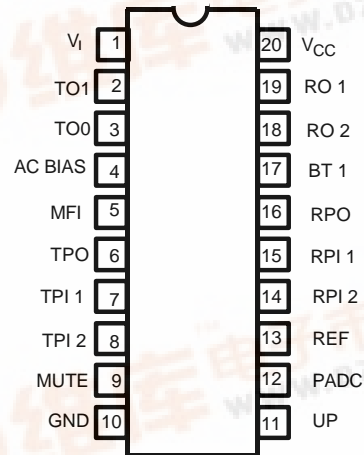 V_I 1 20 V_CC
TO1 2 19 RO 1
TO0 3 18 RO 2
AC BIAS 4 17 BT 1
MFI 5 16 RPO
TPO 6 15 RPI 1
TPI 1 7 14 RPI 2
TPI 2 8 13 REF
MUTE 9 12 PADC
GND 10 11 UP